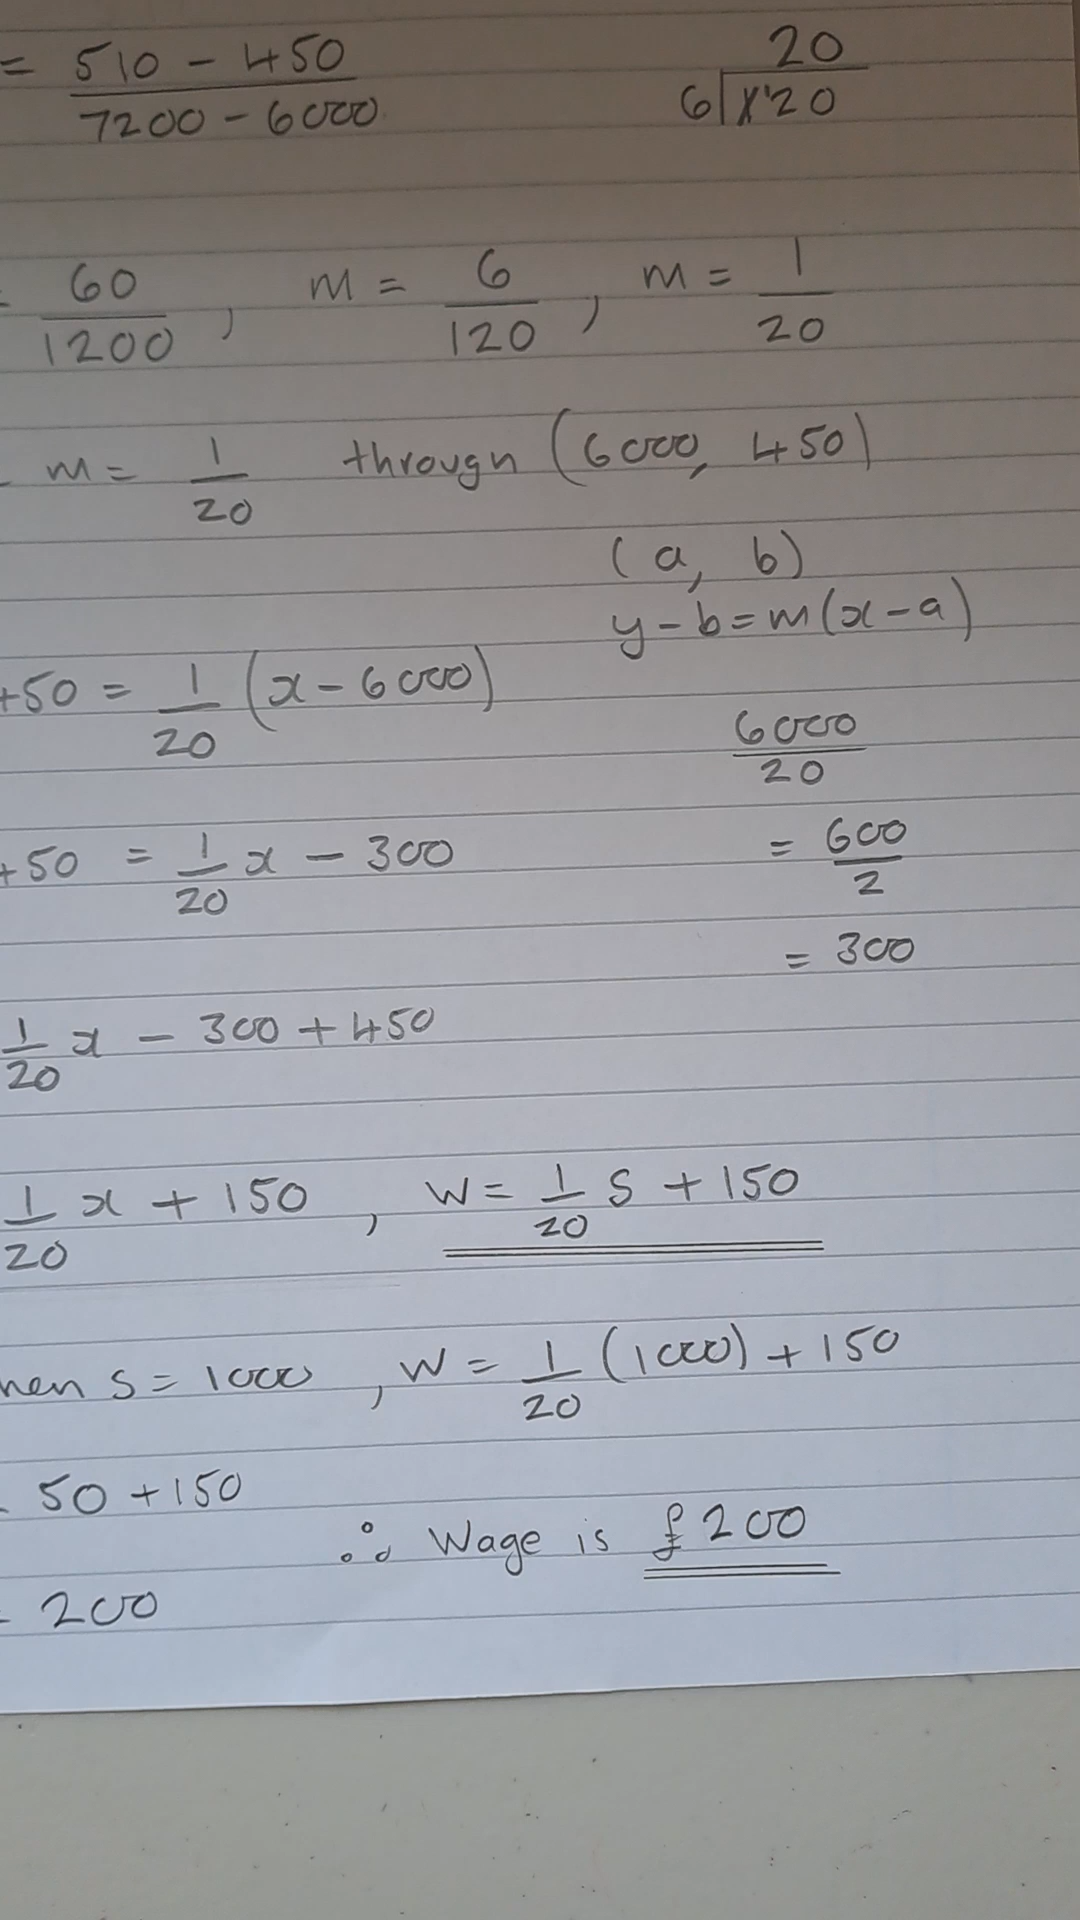 = 510 - 450 / 7200 - 6000
20
6 120
60/1200 , m = 6/120 , m = 1/20
m = 1/20 through (6000, 450)
(a, b)
y - b = m(x - a)
50 = 1/20 (x - 6000)
6000/20
50 = 1/20 x - 300
= 600/2
= 300
1/20 x - 300 + 450
1/20 x + 150 , W = 1/20 S + 150
hen S = 1000 , W = 1/20 (1000) + 150
50 + 150
∴ Wage is £200
200